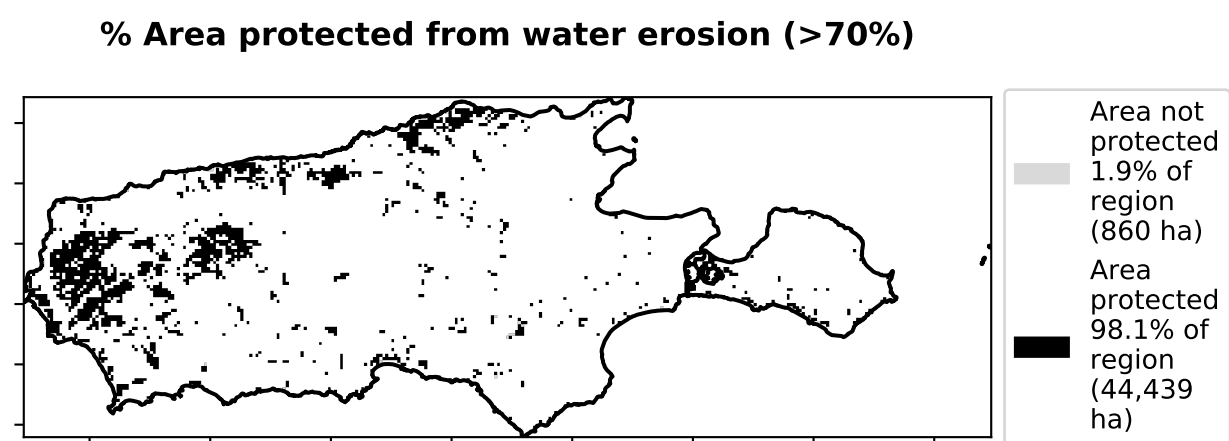 % Area protected from water erosion (>70%)
Area not
protected
1.9% of
region
(860 ha)
Area
protected
98.1% of
region
(44,439
ha)